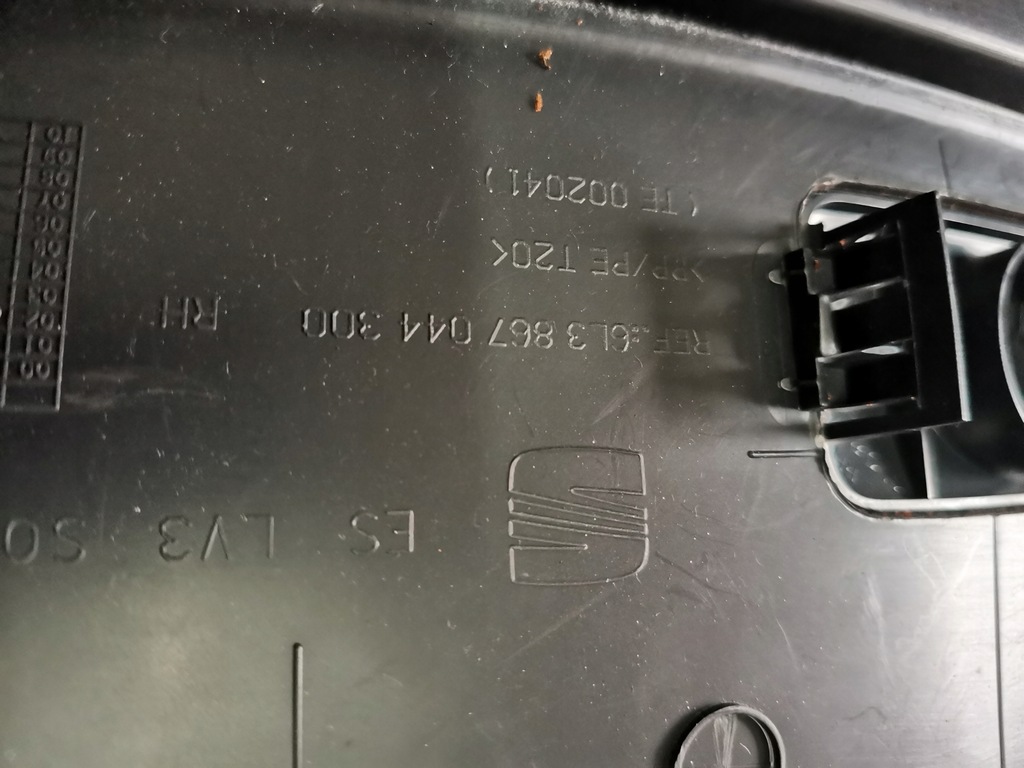 ES LV3 SO
REF.:6L3 867 044 300 RH
>PP/PE T20<
(TE 002041)